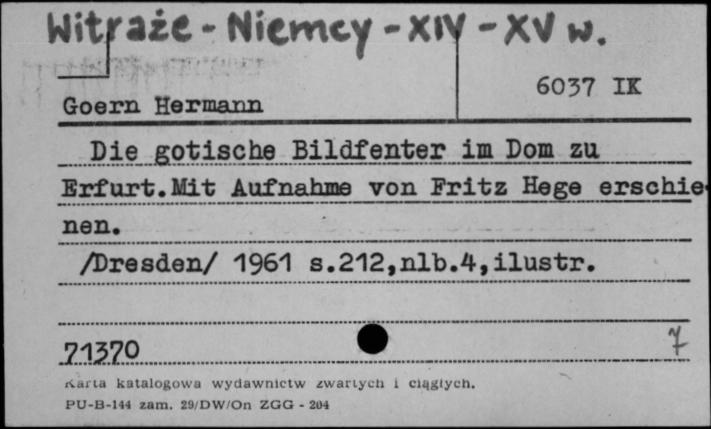 Witraże - Niemcy - XIV - XV w.
6037 IK
Goern Hermann
Die gotische Bildfenter im Dom zu
Erfurt.Mit Aufnahme von Fritz Hege erschie-
nen.
/Dresden/ 1961 s.212,nlb.4,ilustr.
71370
7
Karta katalogowa wydawnictw zwartych i ciągłych.
PU-B-144 zam. 29/DW/On ZGG - 204